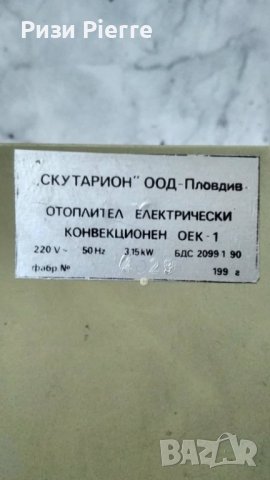 Ризи Pierre
„СКУТАРИОН" ООД-Пловдив
ОТОПЛИТЕЛ ЕЛЕКТРИЧЕСКИ
КОНВЕКЦИОНЕН ОЕК-1
220 V~ 50 Hz 3.15 kW БДС 2099 1 90
фабр. № 199 г
BAZAR